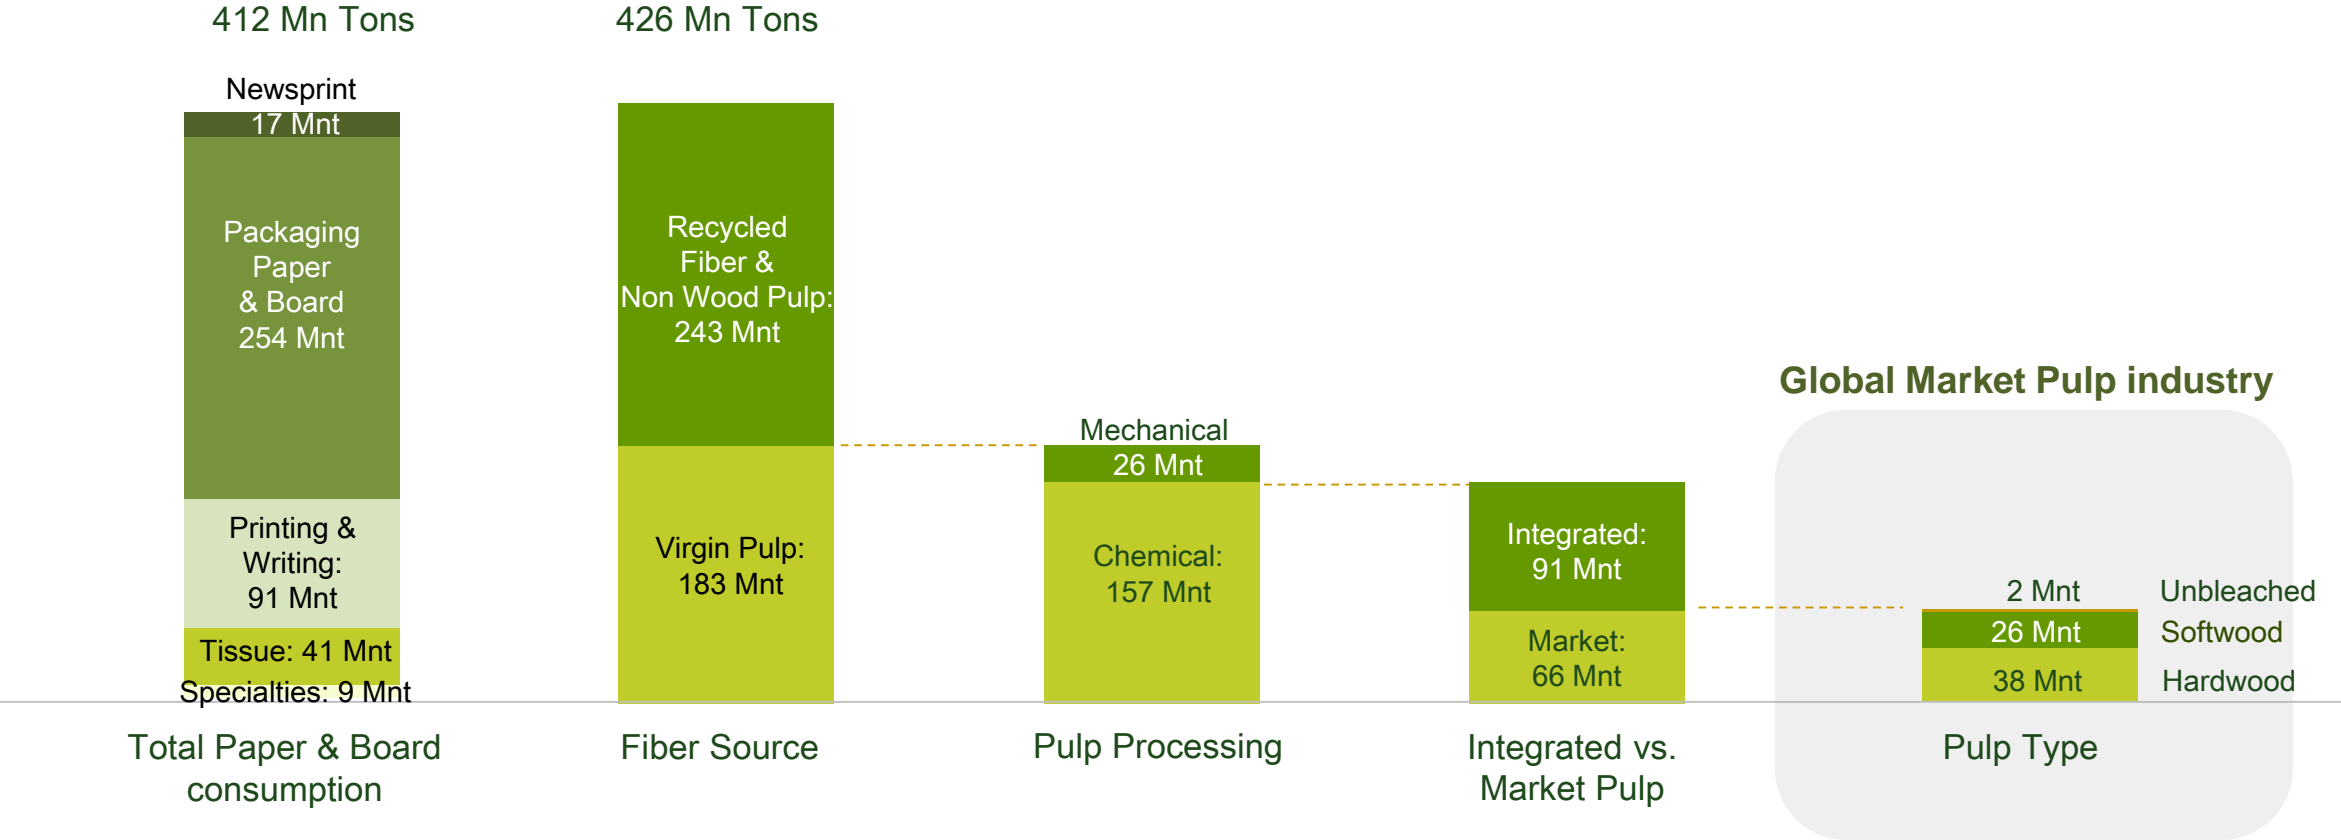 412 Mn Tons
426 Mn Tons
Newsprint
17 Mnt
Packaging
Paper
& Board
254 Mnt
Printing &
Writing:
91 Mnt
Tissue: 41 Mnt
Specialties: 9 Mnt
Total Paper & Board
consumption
Recycled
Fiber &
Non Wood Pulp:
243 Mnt
Virgin Pulp:
183 Mnt
Fiber Source
Mechanical
26 Mnt
Chemical:
157 Mnt
Pulp Processing
Integrated:
91 Mnt
Market:
66 Mnt
Integrated vs.
Market Pulp
Global Market Pulp industry
2 Mnt Unbleached
26 Mnt Softwood
38 Mnt Hardwood
Pulp Type